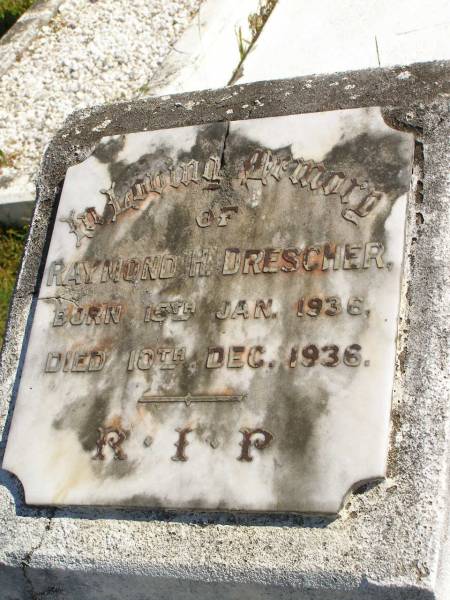 In Loving Memory
OF
RAYMOND H. DRESCHER,
BORN 15TH JAN. 1936,
DIED 10TH DEC. 1936.
R·I·P